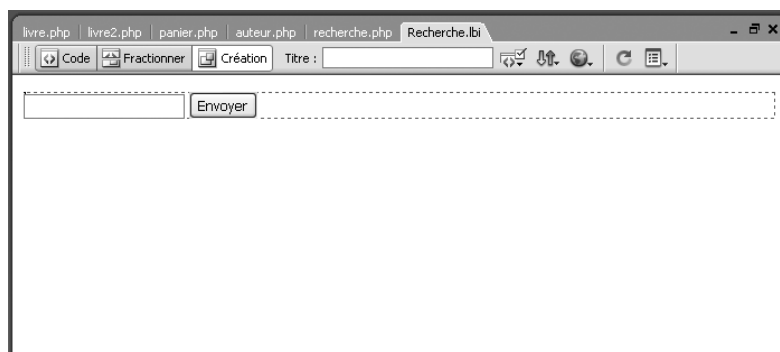 livre.php livre2.php panier.php auteur.php recherche.php Recherche.lbi
Code Fractionner Création Titre :
Envoyer